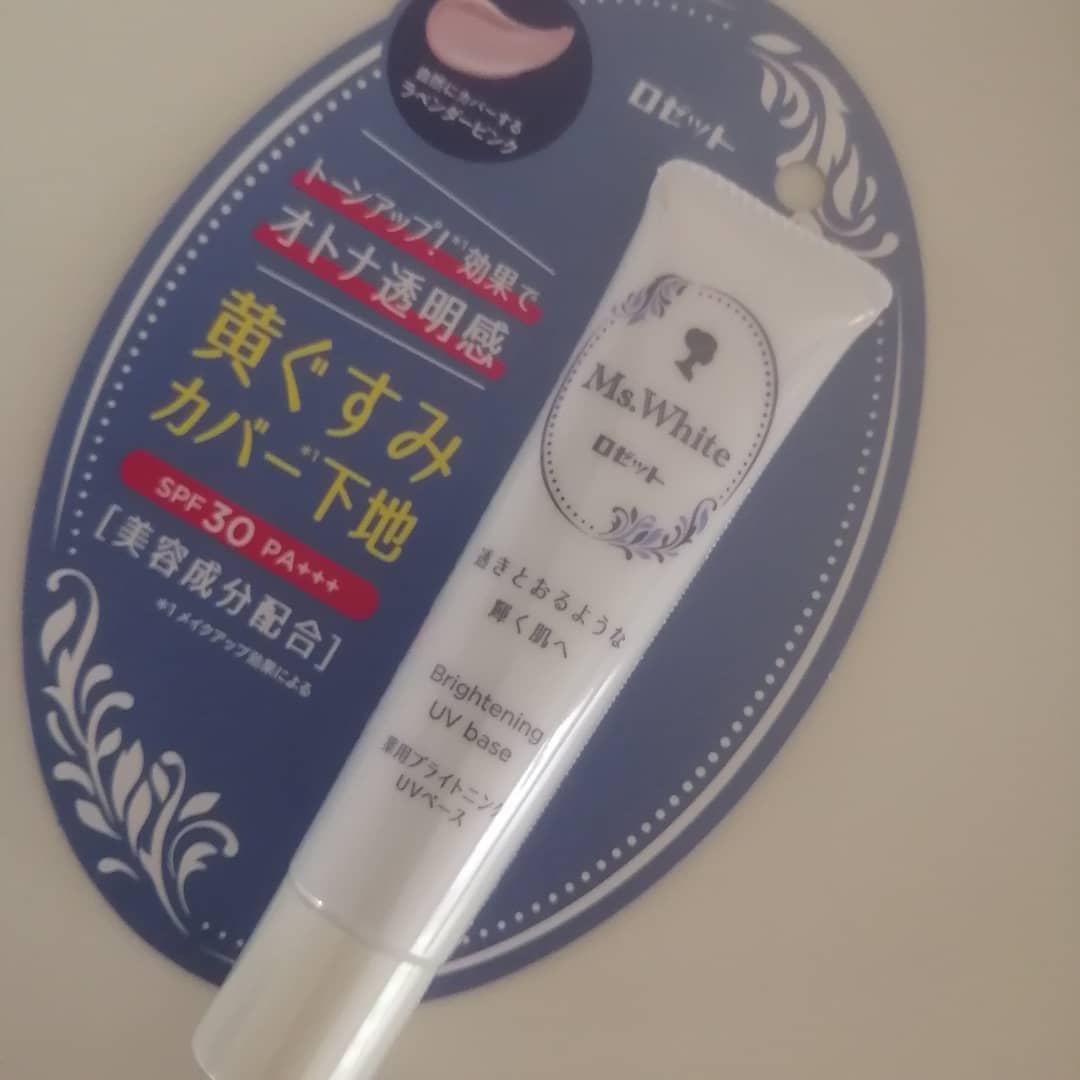 自然にカバーする
ラベンダーピンク
ロゼット
トーンアップ！*1効果で
オトナ透明感
黄ぐすみ
カバー*1下地
SPF30 PA+++
[美容成分配合]
*1メイクアップ効果による
Ms.White
ロゼット
透きとおるような
輝く肌へ
Brightening
UV base
薬用ブライトニング
UVベース